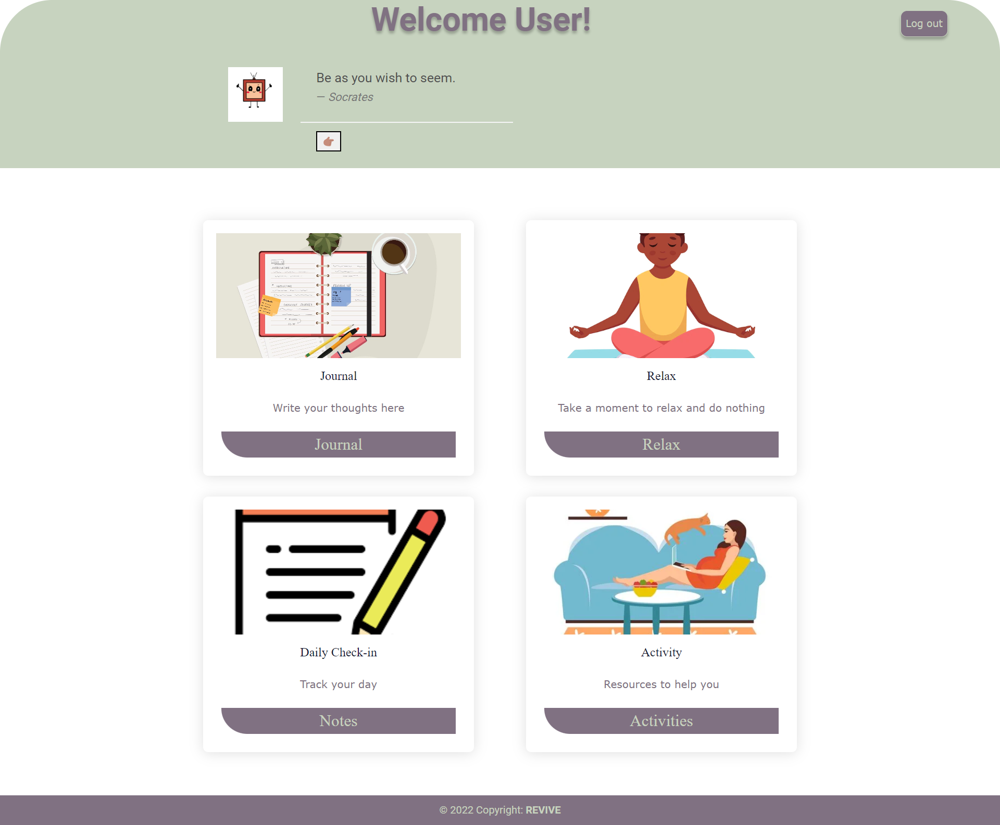 Welcome User!
Log out
Be as you wish to seem.
— Socrates
Journal
Write your thoughts here
Journal
Relax
Take a moment to relax and do nothing
Relax
Daily Check-in
Track your day
Notes
Activity
Resources to help you
Activities
© 2022 Copyright: REVIVE